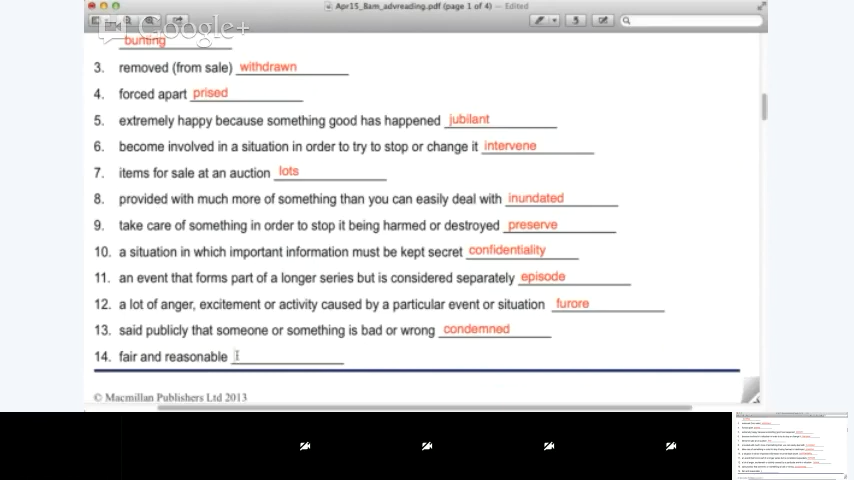 Apr15_8am_advreading.pdf (page 1 of 4) — Edited
Google+
bunting
3. removed (from sale) withdrawn
4. forced apart prised
5. extremely happy because something good has happened jubilant
6. become involved in a situation in order to try to stop or change it intervene
7. items for sale at an auction lots
8. provided with much more of something than you can easily deal with inundated
9. take care of something in order to stop it being harmed or destroyed preserve
10. a situation in which important information must be kept secret confidentiality
11. an event that forms part of a longer series but is considered separately episode
12. a lot of anger, excitement or activity caused by a particular event or situation furore
13. said publicly that someone or something is bad or wrong condemned
14. fair and reasonable
© Macmillan Publishers Ltd 2013